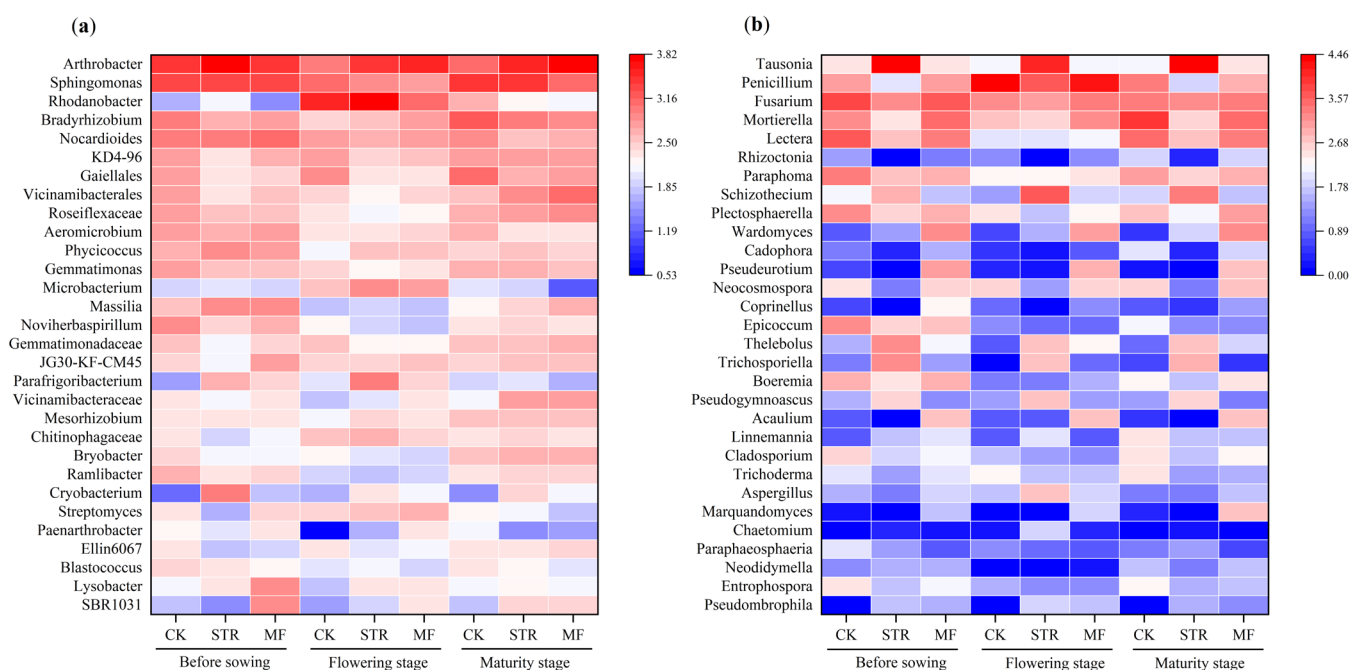 (a)
Arthrobacter
Sphingomonas
Rhodanobacter
Bradyrhizobium
Nocardioides
KD4-96
Gaiellales
Vicinamibacterales
Roseiflexaceae
Aeromicrobium
Phycicoccus
Gemmatimonas
Microbacterium
Massilia
Noviherbaspirillum
Gemmatimonadaceae
JG30-KF-CM45
Parafrigoribacterium
Vicinamibacteraceae
Mesorhizobium
Chitinophagaceae
Bryobacter
Ramlibacter
Cryobacterium
Streptomyces
Paenarthrobacter
Ellin6067
Blastococcus
Lysobacter
SBR1031
CK STR MF CK STR MF CK STR MF
Before sowing Flowering stage Maturity stage
3.82
3.16
2.50
1.85
1.19
0.53
(b)
Tausonia
Penicillium
Fusarium
Mortierella
Lectera
Rhizoctonia
Paraphoma
Schizothecium
Plectosphaerella
Wardomyces
Cadophora
Pseudeurotium
Neocosmospora
Coprinellus
Epicoccum
Thelebolus
Trichosporiella
Boeremia
Pseudogymnoascus
Acaulium
Linnemannia
Cladosporium
Trichoderma
Aspergillus
Marquandomyces
Chaetomium
Paraphaeosphaeria
Neodidymella
Entrophospora
Pseudombrophila
CK STR MF CK STR MF CK STR MF
Before sowing Flowering stage Maturity stage
4.46
3.57
2.68
1.78
0.89
0.00